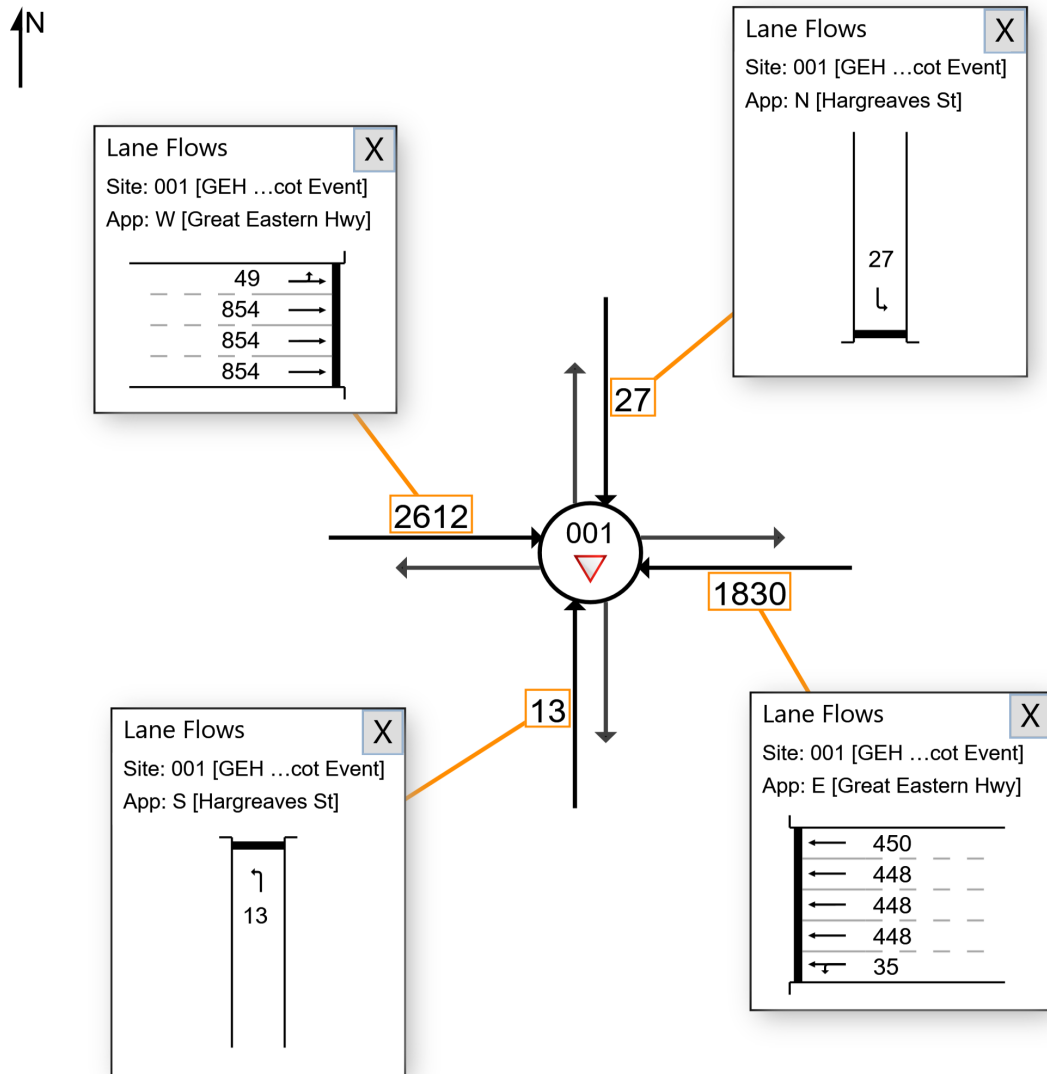 N
Lane Flows X
Site: 001 [GEH ...cot Event]
App: N [Hargreaves St]
27
Lane Flows X
Site: 001 [GEH ...cot Event]
App: W [Great Eastern Hwy]
49
854
854
854
27
2612
001
1830
13
Lane Flows X
Site: 001 [GEH ...cot Event]
App: S [Hargreaves St]
13
Lane Flows X
Site: 001 [GEH ...cot Event]
App: E [Great Eastern Hwy]
450
448
448
448
35